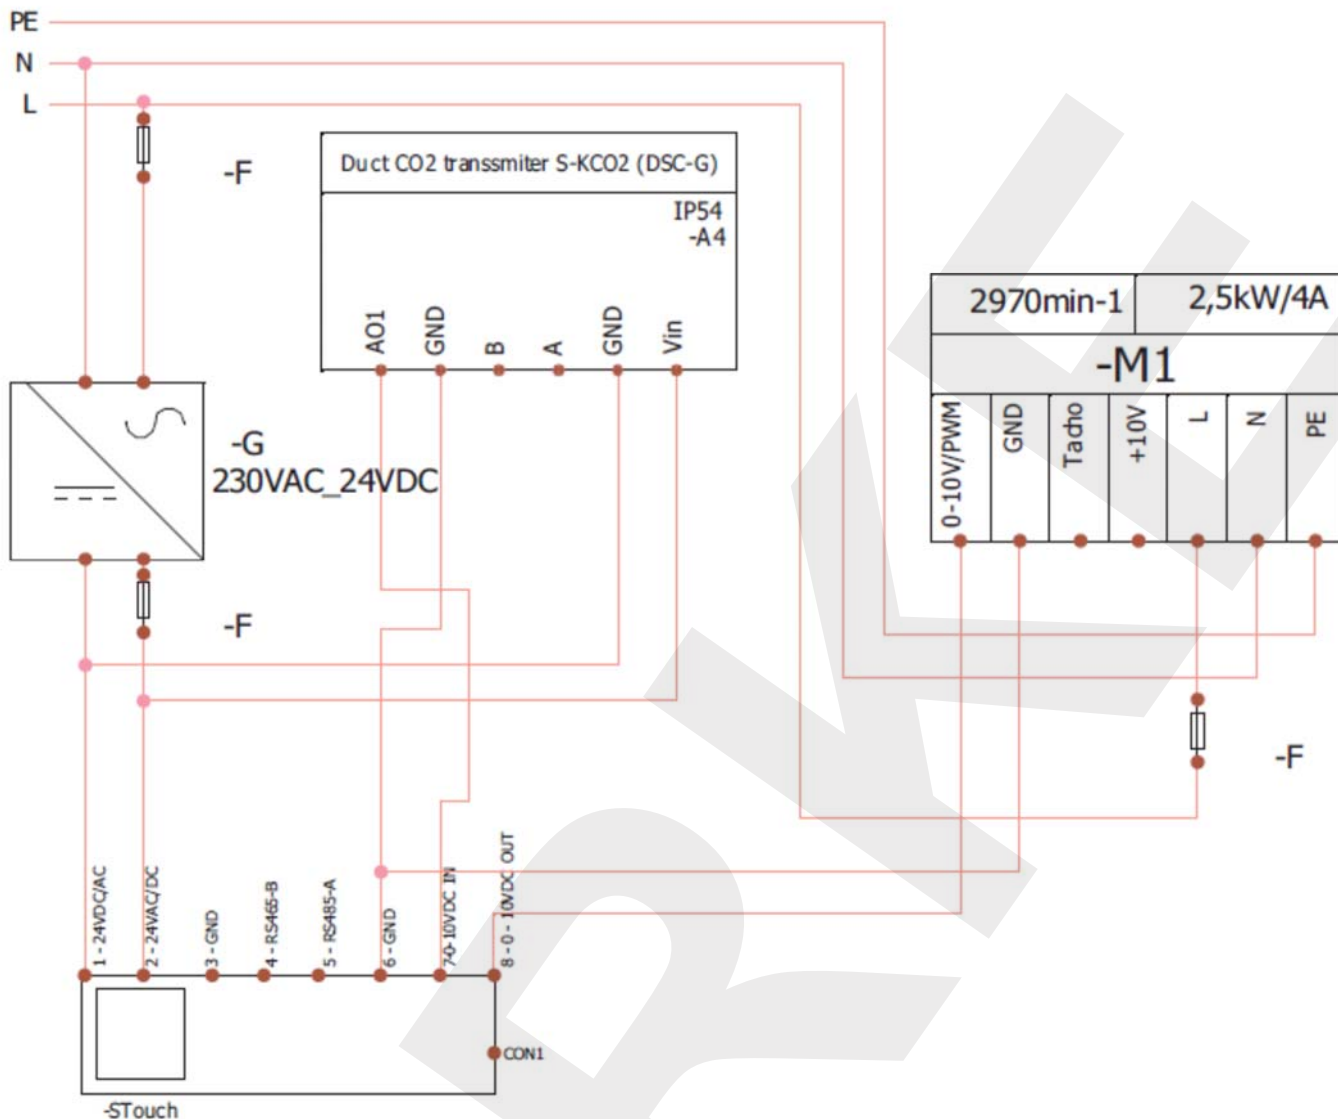 PE
N
L
-F
Duct CO2 transsmiter S-KCO2 (DSC-G)
IP54
-A4
AO1
GND
B
A
GND
Vin
2970min-1
2,5kW/4A
-M1
0-10V/PWM
GND
Tacho
+10V
L
N
PE
-G
230VAC_24VDC
-F
-F
1 - 24VDC/AC
2 - 24VAC/DC
3 - GND
4 - RS465-B
5 - RS485-A
6 - GND
7-0-10VDC IN
8 - 0 - 10VDC OUT
CON1
-STouch
RKE